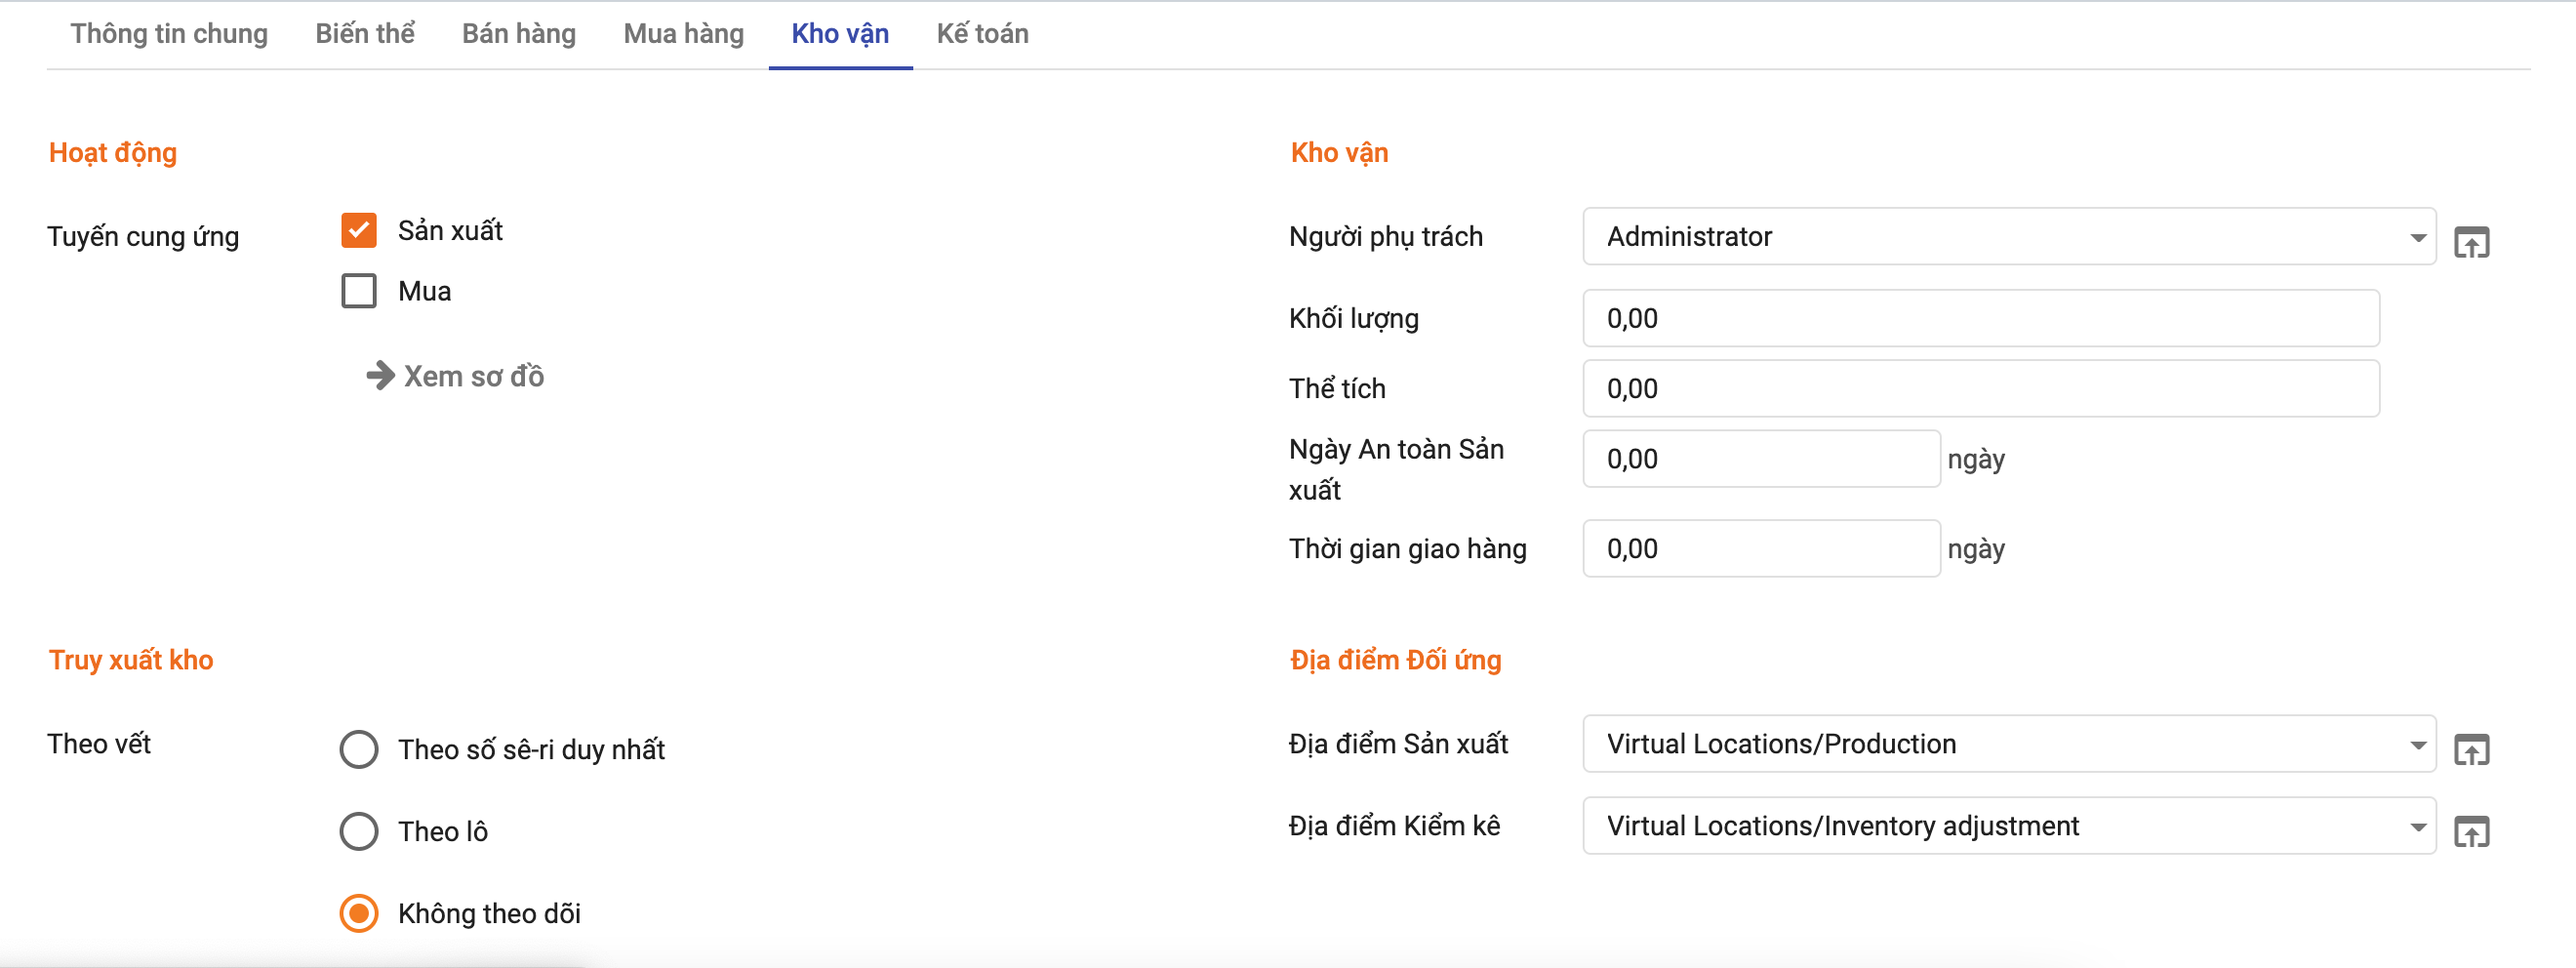 Thông tin chung Biến thể Bán hàng Mua hàng Kho vận Kế toán
Hoạt động
Tuyến cung ứng
Sản xuất
Mua
Xem sơ đồ
Kho vận
Người phụ trách Administrator
Khối lượng 0,00
Thể tích 0,00
Ngày An toàn Sản
xuất
0,00 ngày
Thời gian giao hàng 0,00 ngày
Truy xuất kho
Theo vết
Theo số sê-ri duy nhất
Theo lô
Không theo dõi
Địa điểm Đối ứng
Địa điểm Sản xuất Virtual Locations/Production
Địa điểm Kiểm kê Virtual Locations/Inventory adjustment